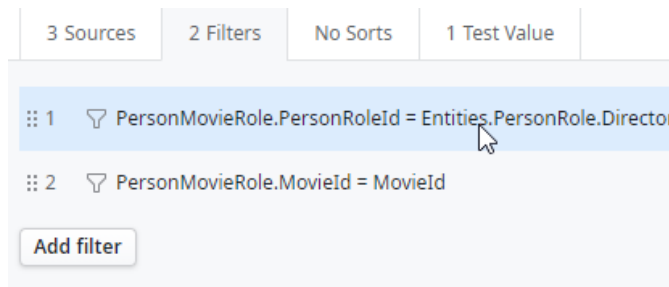 3 Sources 2 Filters No Sorts 1 Test Value
1 PersonMovieRole.PersonRoleId = Entities.PersonRole.Director
2 PersonMovieRole.MovieId = MovieId
Add filter